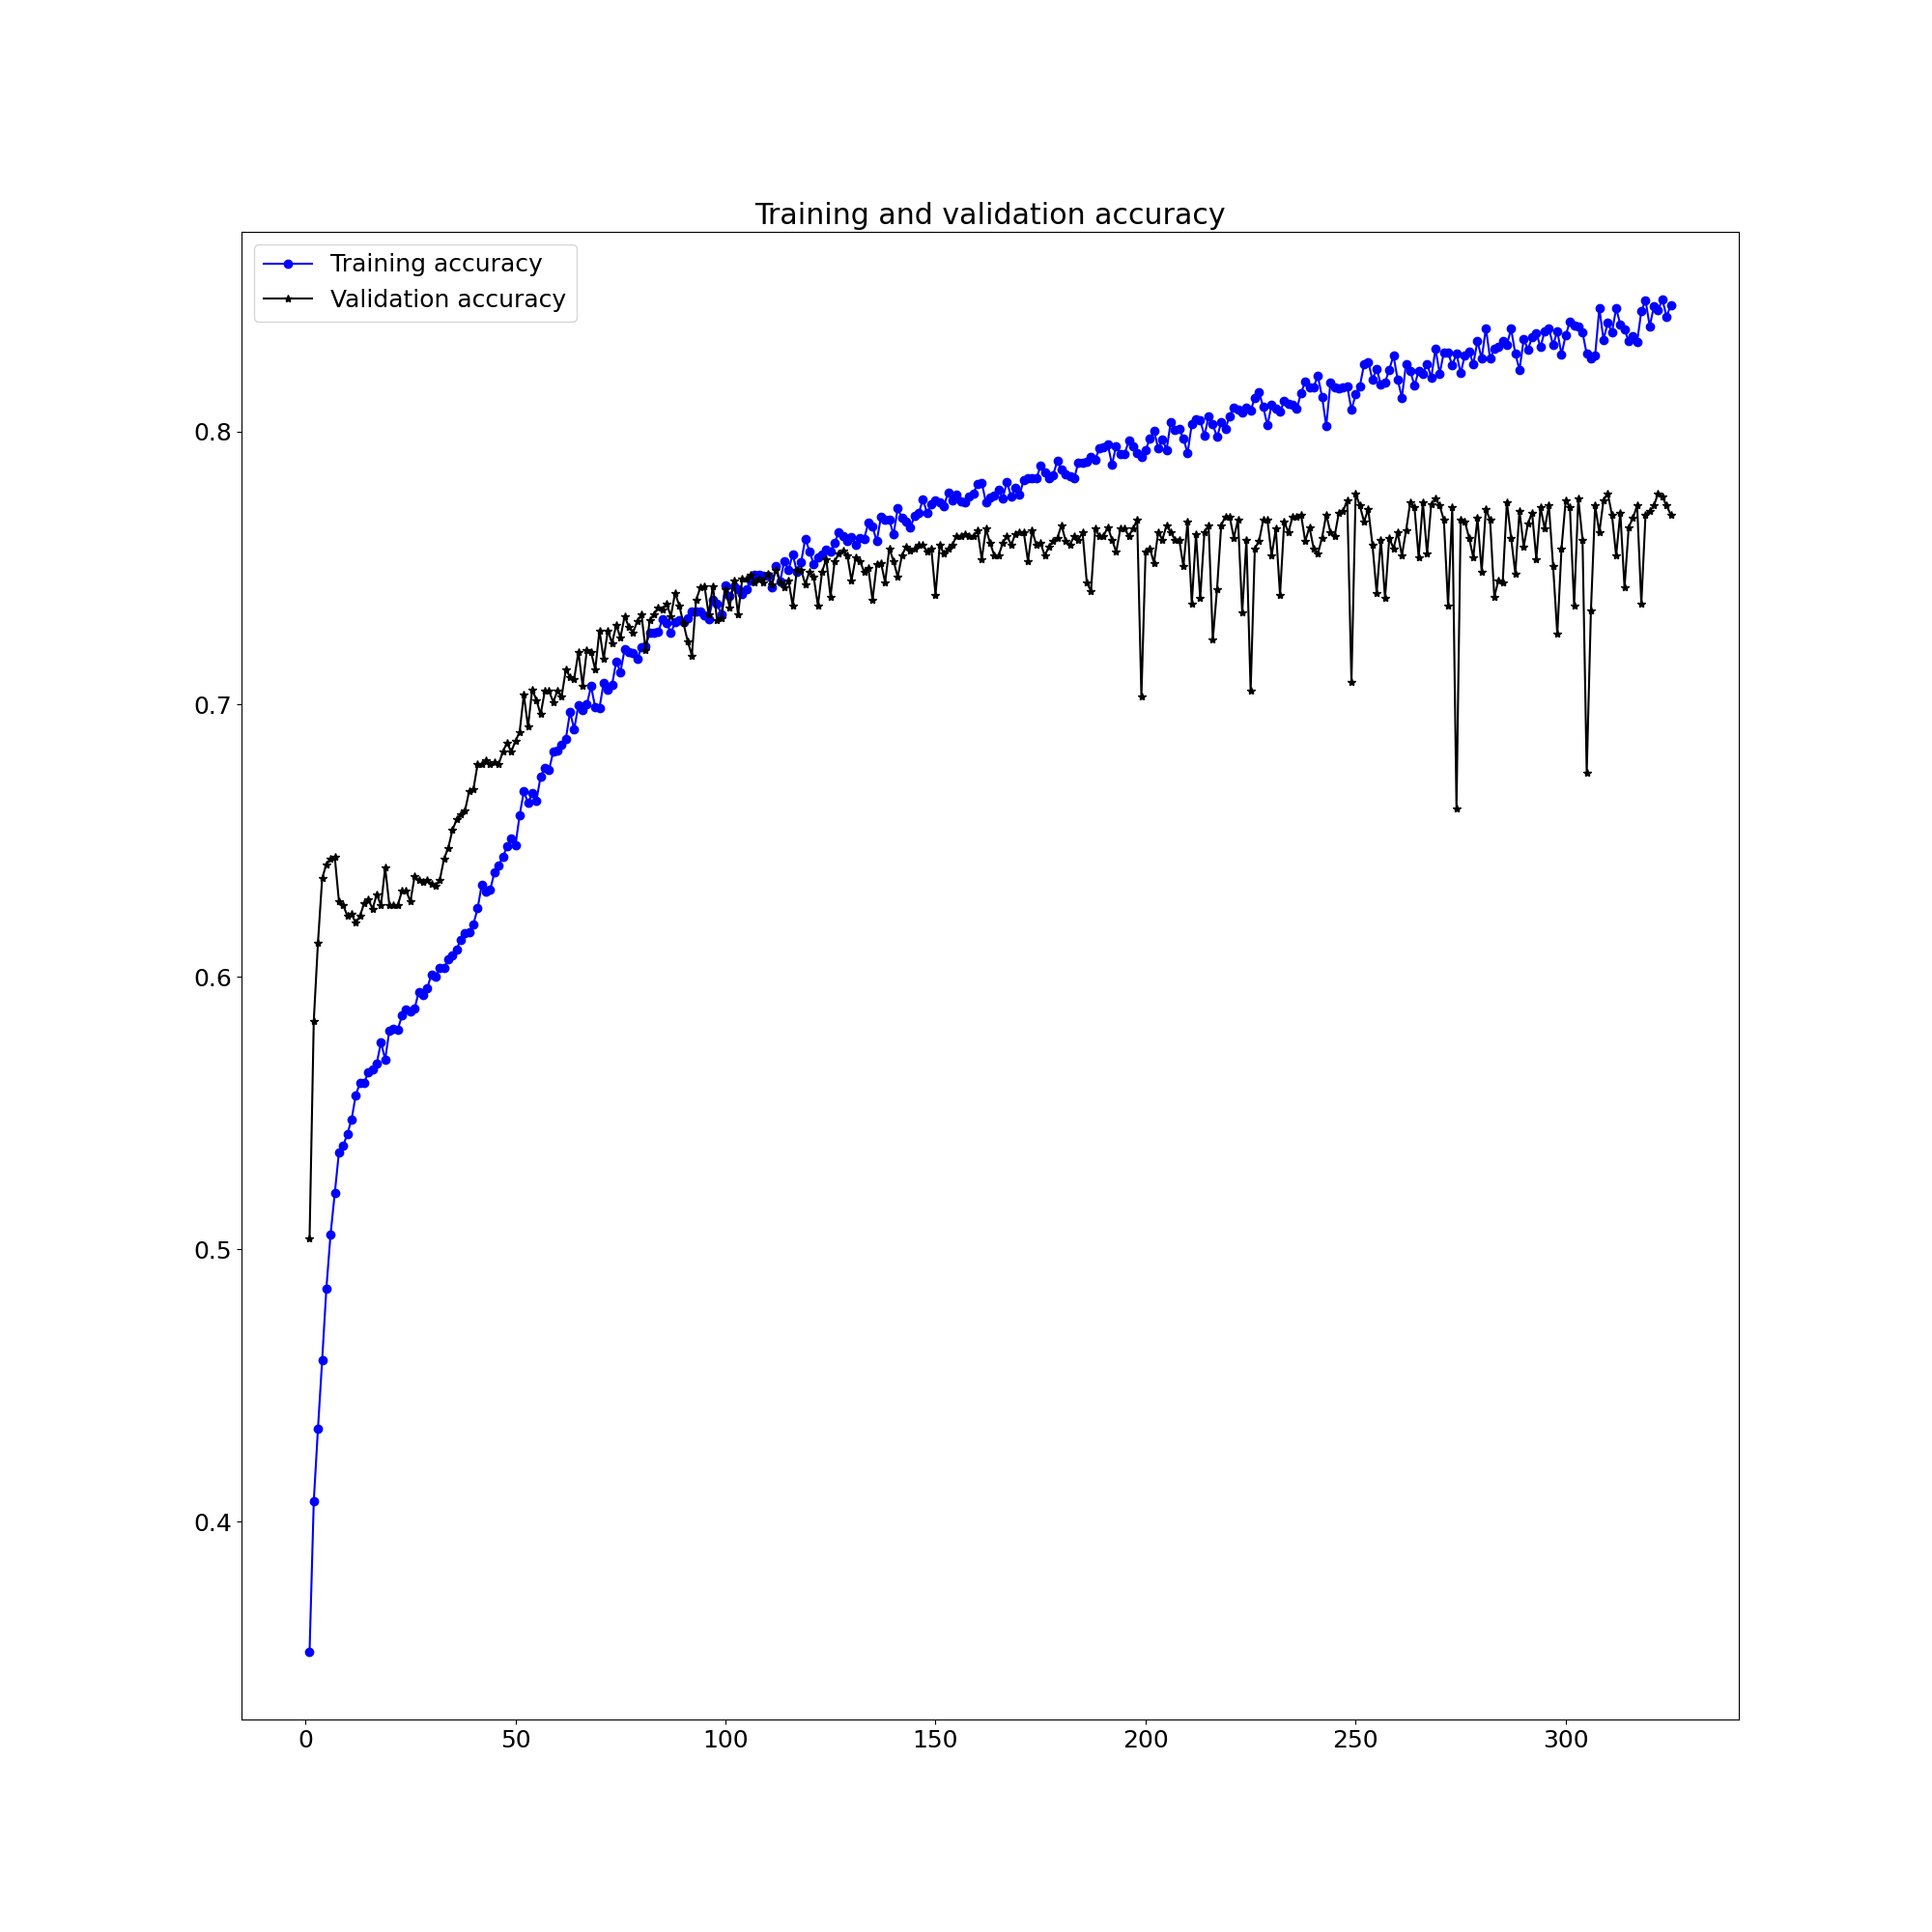 Training and validation accuracy
Training accuracy
Validation accuracy
0.8
0.7
0.6
0.5
0.4
0 50 100 150 200 250 300